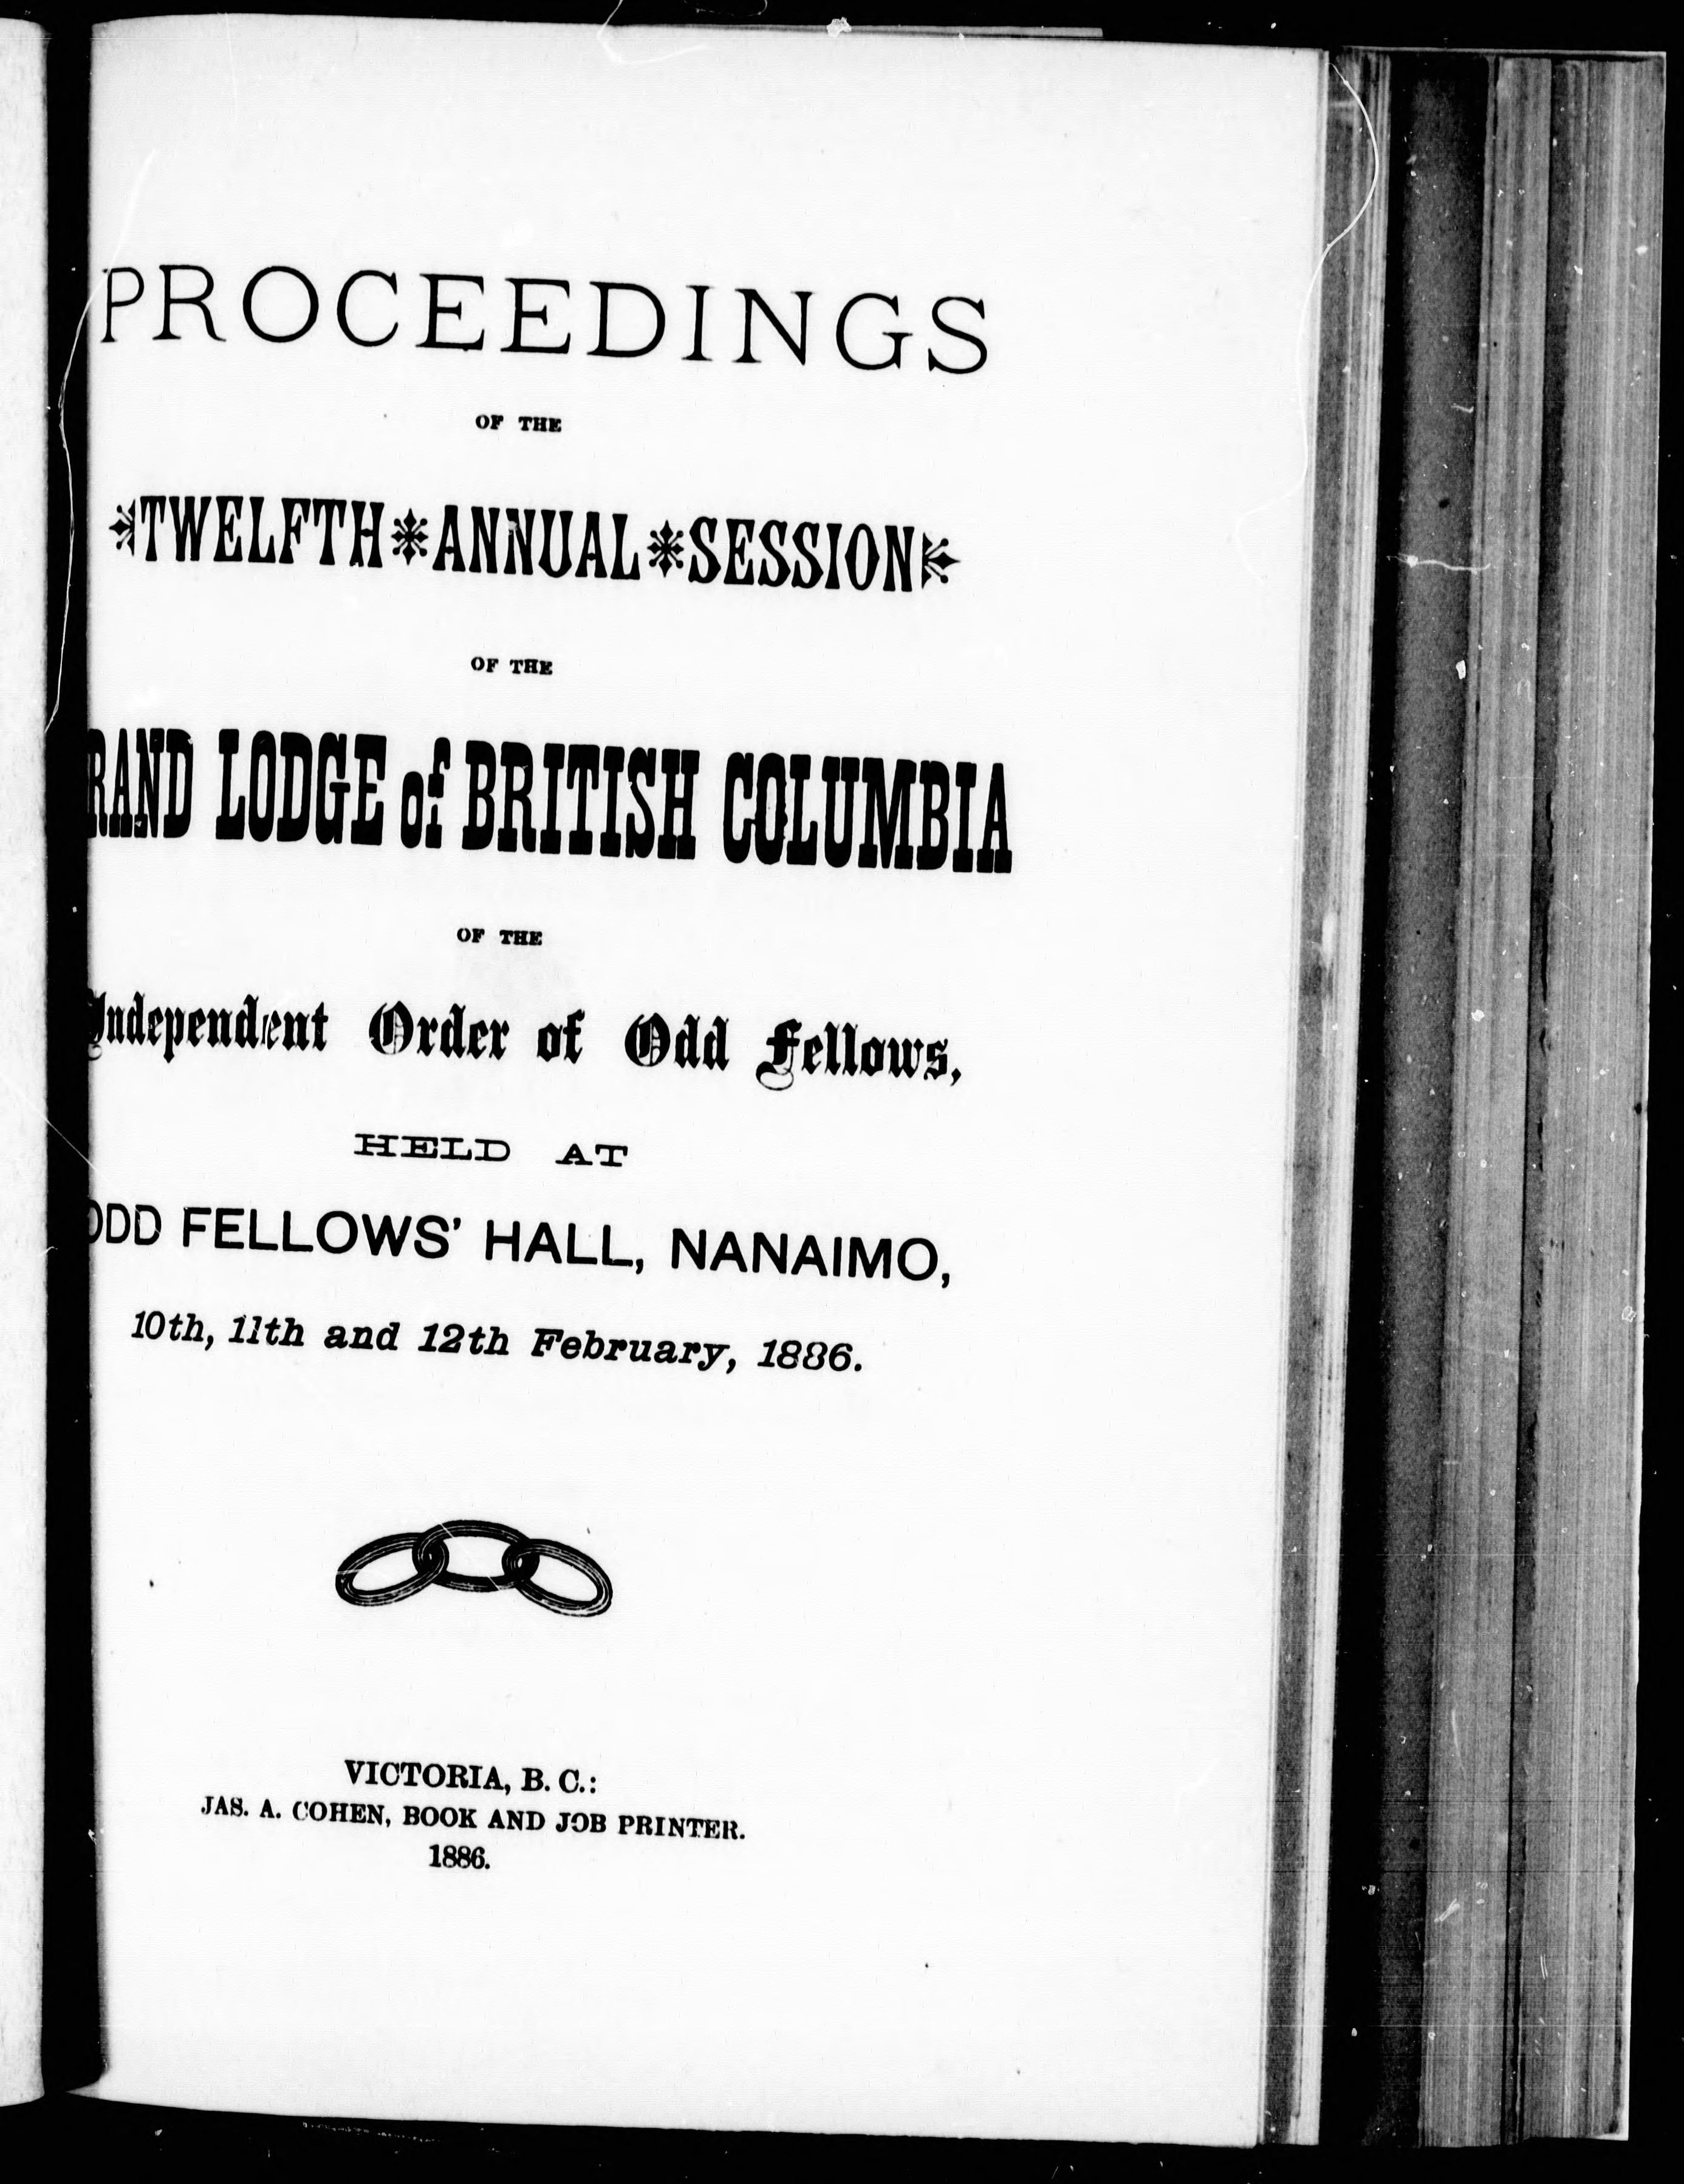 PROCEEDINGS
OF THE
TWELFTH ANNUAL SESSION
OF THE
RAND LODGE of BRITISH COLUMBIA
OF THE
Independent Order of Odd Fellows,
HELD AT
ODD FELLOWS' HALL, NANAIMO,
10th, 11th and 12th February, 1886.
VICTORIA, B. C.:
JAS. A. COHEN, BOOK AND JOB PRINTER.
1886.